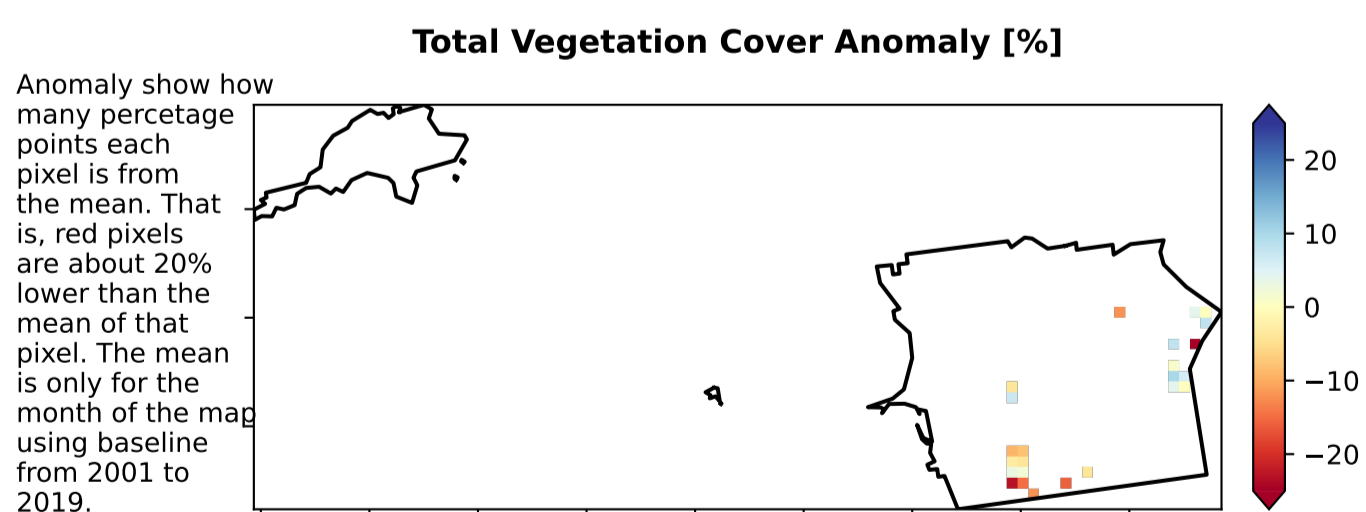 Total Vegetation Cover Anomaly [%]
Anomaly show how
many percetage
points each
pixel is from
the mean. That
is, red pixels
are about 20%
lower than the
mean of that
pixel. The mean
is only for the
month of the map
using baseline
from 2001 to
2019.
20
10
0
−10
−20